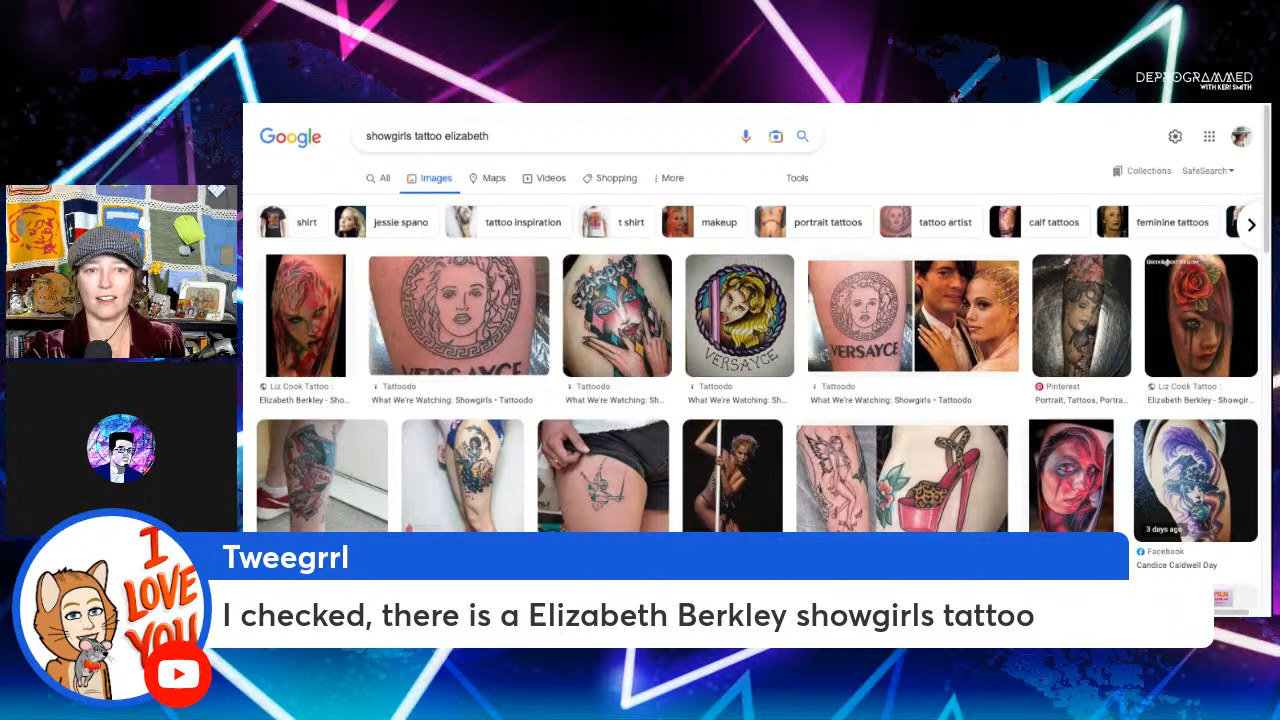 DEPROGRAMMED
WITH KERI SMITH
Google
showgirls tattoo elizabeth
All
Images
Maps
Videos
Shopping
More
Tools
Collections
SafeSearch
shirt
jessie spano
tattoo inspiration
t shirt
makeup
portrait tattoos
tattoo artist
calf tattoos
feminine tattoos
VERSAYCE
VERSAYCE
VERSAYCE
Liz Cook Tattoo :
Elizabeth Berkley - Sho...
Tattoodo
What We're Watching: Showgirls • Tattoodo
Tattoodo
What We're Watching: Sh...
Tattoodo
What We're Watching: Sh...
Tattoodo
What We're Watching: Showgirls • Tattoodo
Pinterest
Portrait, Tattoos, Portra...
Liz Cook Tattoo :
Elizabeth Berkley - Showgir...
3 days ago
Facebook
Candice Caldwell Day
I
LOVE
YOU
Tweegrrl
I checked, there is a Elizabeth Berkley showgirls tattoo